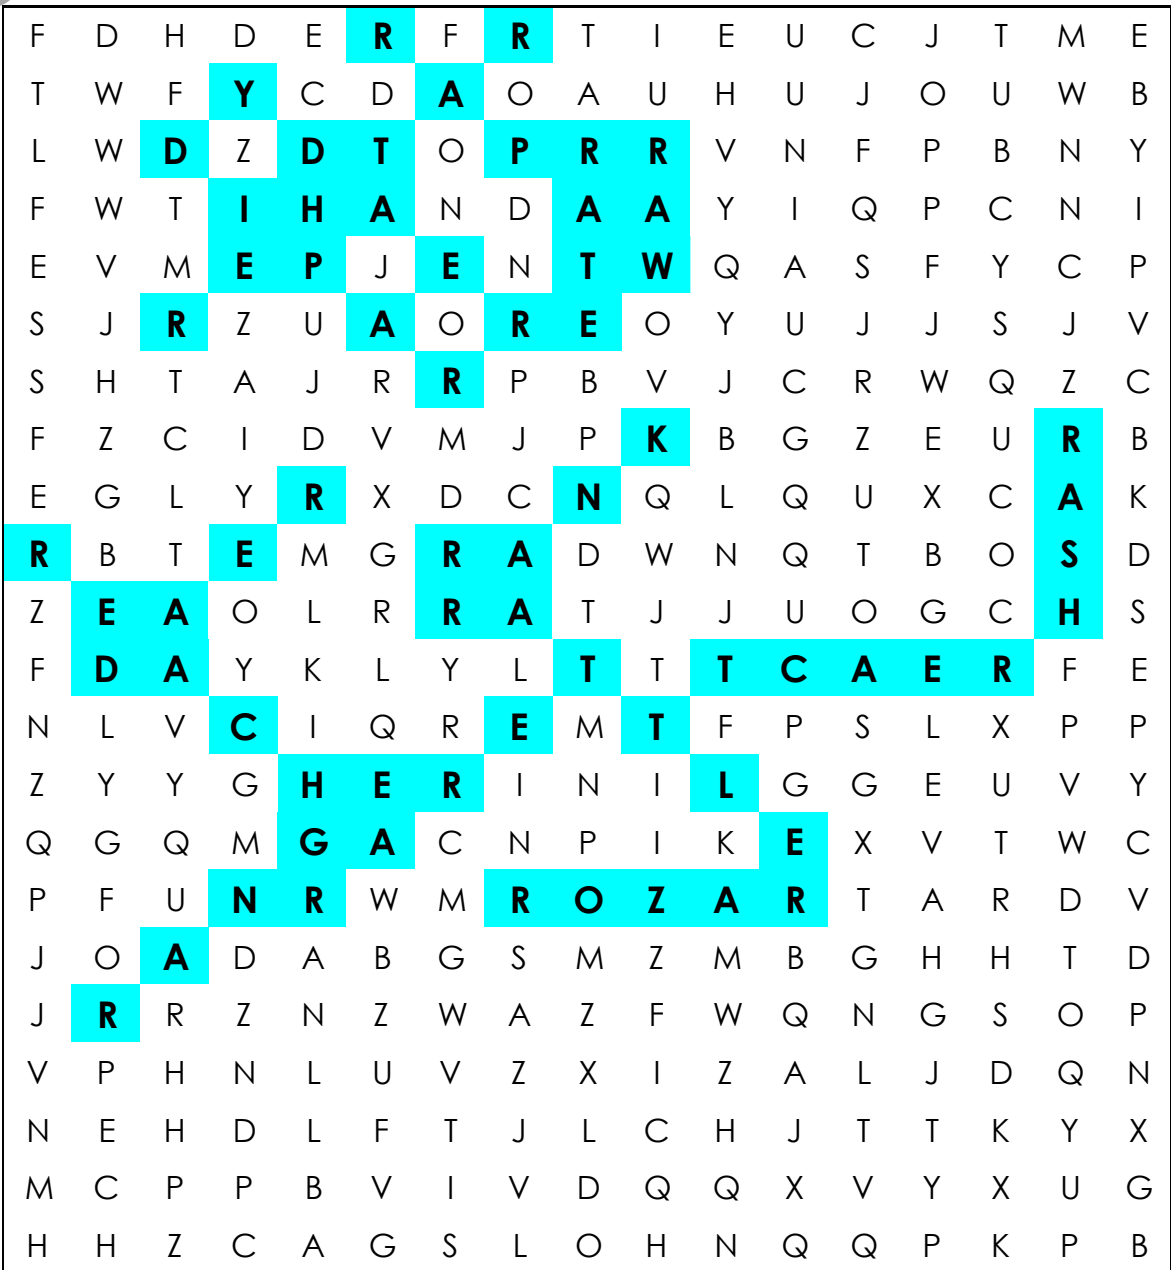 F D H D E R F R T I E U C J T M E
T W F Y C D A O A U H U J O U W B
L W D Z D T O P R R V N F P B N Y
F W T I H A N D A A Y I Q P C N I
E V M E P J E N T W Q A S F Y C P
S J R Z U A O R E O Y U J J S J V
S H T A J R R P B V J C R W Q Z C
F Z C I D V M J P K B G Z E U R B
E G L Y R X D C N Q L Q U X C A K
R B T E M G R A D W N Q T B O S D
Z E A O L R R A T J J U O G C H S
F D A Y K L Y L T T T C A E R F E
N L V C I Q R E M T F P S L X P P
Z Y Y G H E R I N I L G G E U V Y
Q G Q M G A C N P I K E X V T W C
P F U N R W M R O Z A R T A R D V
J O A D A B G S M Z M B G H H T D
J R R Z N Z W A Z F W Q N G S O P
V P H N L U V Z X I Z A L J D Q N
N E H D L F T J L C H J T T K Y X
M C P P B V I V D Q Q X V Y X U G
H H Z C A G S L O H N Q Q P K P B